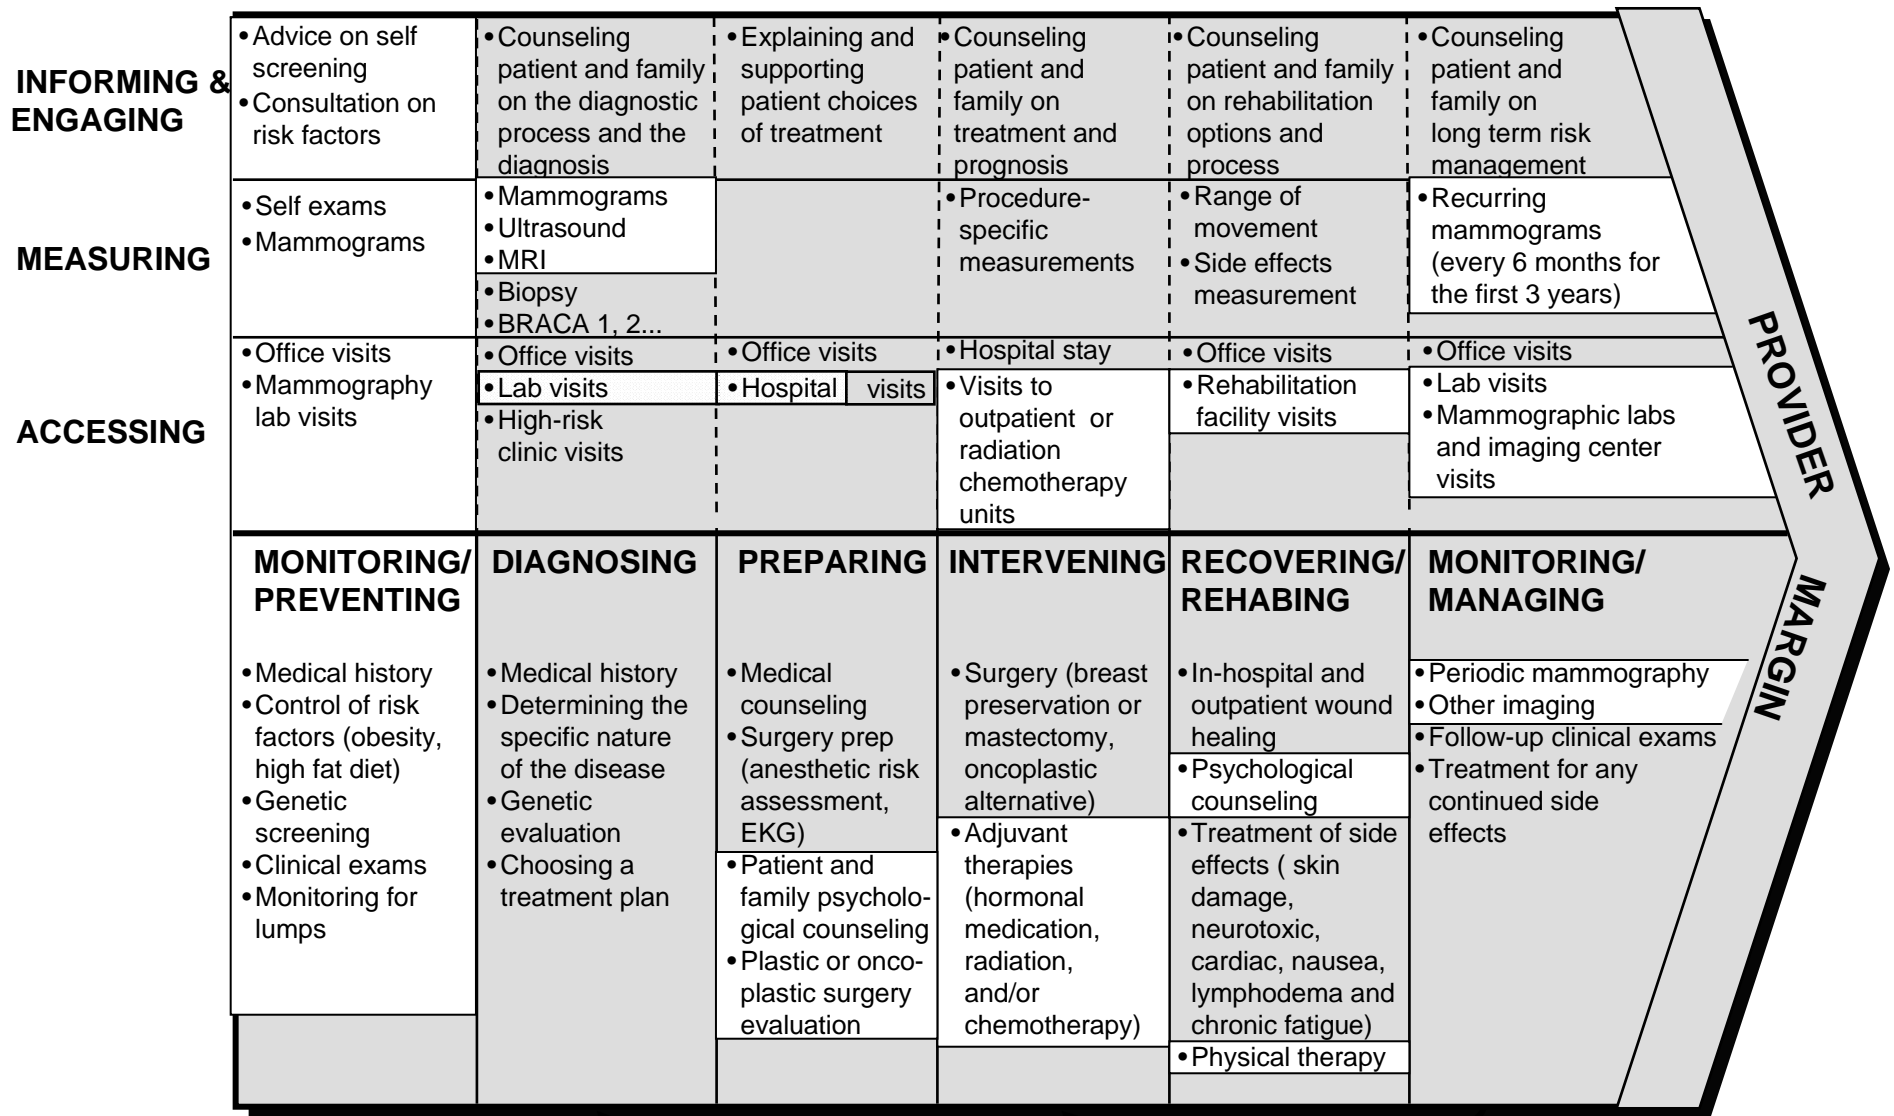 INFORMING &
ENGAGING
•Advice on self
screening
•Consultation on
risk factors
•Counseling
patient and family
on the diagnostic
process and the
diagnosis
•Explaining and
supporting
patient choices
of treatment
•Counseling
patient and
family on
treatment and
prognosis
•Counseling
patient and family
on rehabilitation
options and
process
•Counseling
patient and
family on
long term risk
management
MEASURING
•Self exams
•Mammograms
•Mammograms
•Ultrasound
•MRI
•Biopsy
•BRACA 1, 2...
•Procedure-
specific
measurements
•Range of
movement
•Side effects
measurement
•Recurring
mammograms
(every 6 months for
the first 3 years)
ACCESSING
•Office visits
•Mammography
lab visits
•Office visits
•Lab visits
•High-risk
clinic visits
•Office visits
•Hospital visits
•Hospital stay
•Visits to
outpatient or
radiation
chemotherapy
units
•Office visits
•Rehabilitation
facility visits
•Office visits
•Lab visits
•Mammographic labs
and imaging center
visits
MONITORING/
PREVENTING
•Medical history
•Control of risk
factors (obesity,
high fat diet)
•Genetic
screening
•Clinical exams
•Monitoring for
lumps
DIAGNOSING
•Medical history
•Determining the
specific nature
of the disease
•Genetic
evaluation
•Choosing a
treatment plan
PREPARING
•Medical
counseling
•Surgery prep
(anesthetic risk
assessment,
EKG)
•Patient and
family psycholo-
gical counseling
•Plastic or onco-
plastic surgery
evaluation
INTERVENING
•Surgery (breast
preservation or
mastectomy,
oncoplastic
alternative)
•Adjuvant
therapies
(hormonal
medication,
radiation,
and/or
chemotherapy)
RECOVERING/
REHABING
•In-hospital and
outpatient wound
healing
•Psychological
counseling
•Treatment of side
effects ( skin
damage,
neurotoxic,
cardiac, nausea,
lymphodema and
chronic fatigue)
•Physical therapy
MONITORING/
MANAGING
•Periodic mammography
•Other imaging
•Follow-up clinical exams
•Treatment for any
continued side
effects
PROVIDER
MARGIN